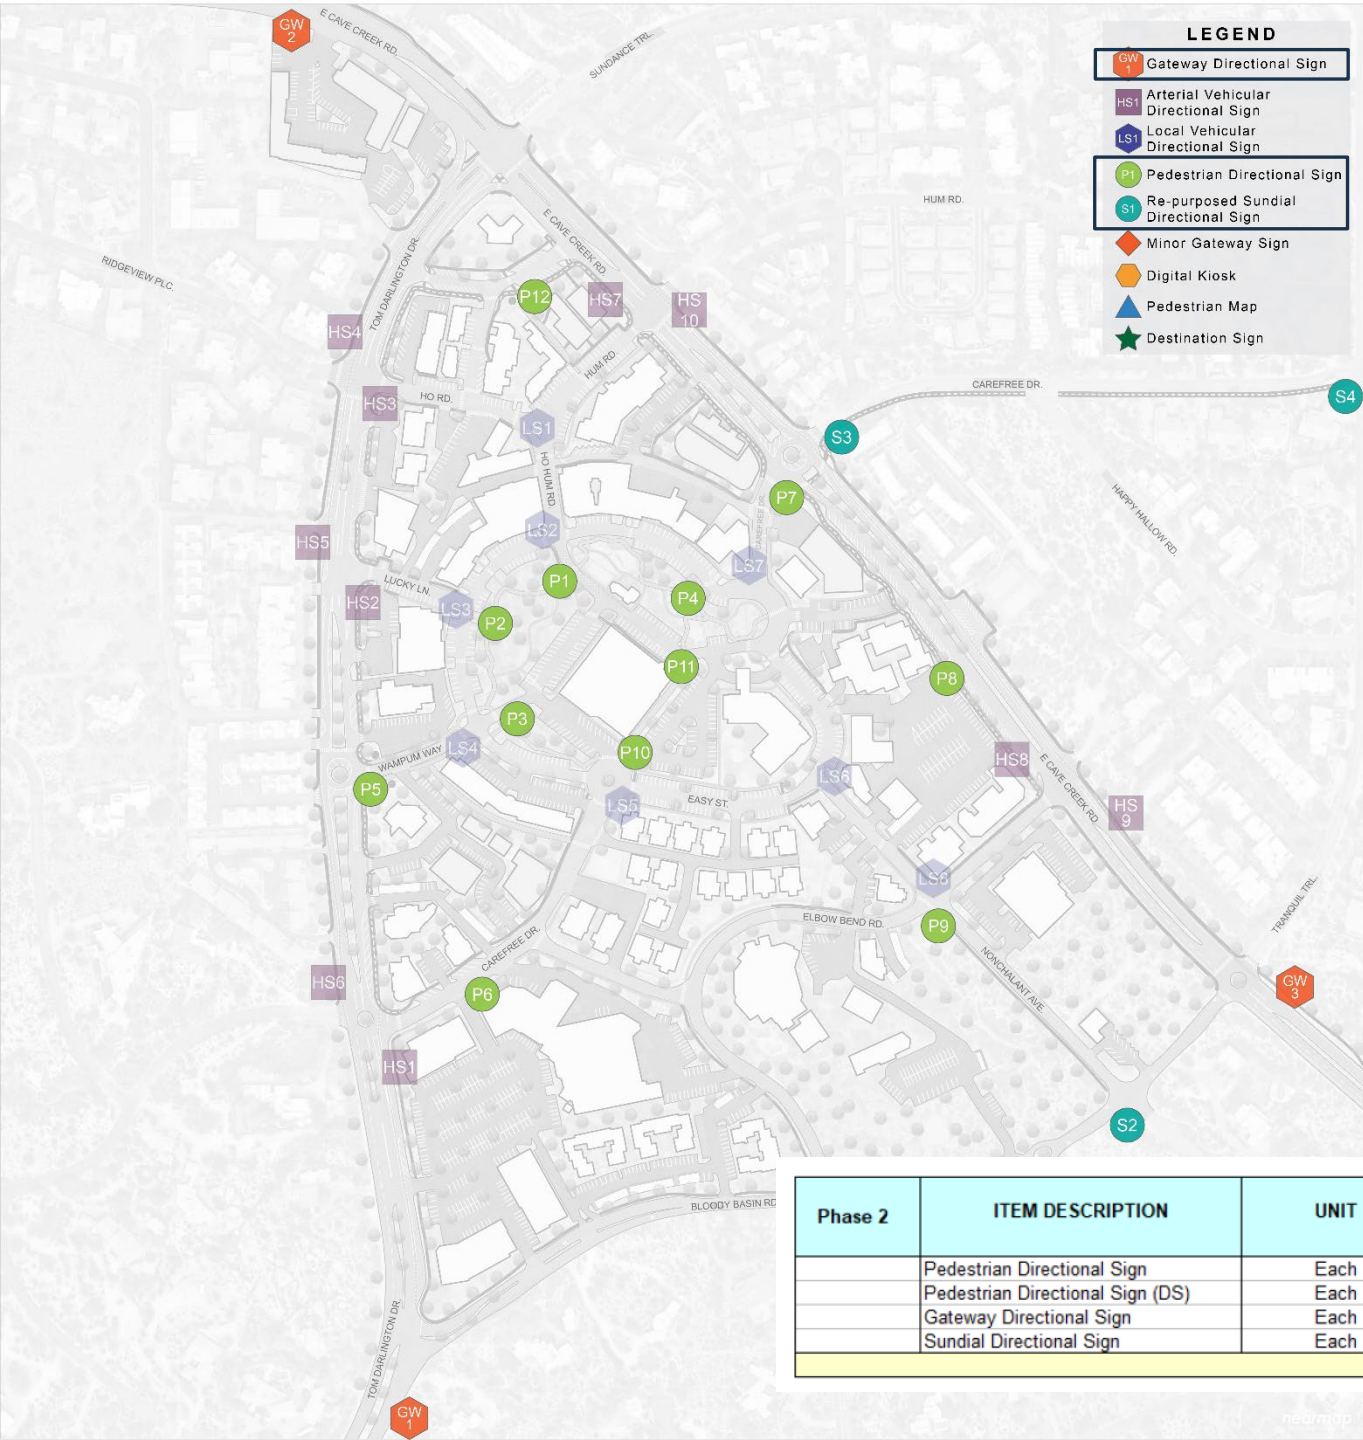 GW
2
E CAVE CREEK RD.
SUNDANCE TRL.
LEGEND
GW
1
Gateway Directional Sign
HS1
Arterial Vehicular
Directional Sign
LS1
Local Vehicular
Directional Sign
P1
Pedestrian Directional Sign
S1
Re-purposed Sundial
Directional Sign
Minor Gateway Sign
Digital Kiosk
Pedestrian Map
Destination Sign
HUM RD.
E CAVE CREEK RD.
TOM DARLINGTON DR.
RIDGEVIEW PLC.
P12
HS7
HS
10
HS4
HUM RD.
CAREFREE DR.
S4
HS3
HO RD.
LS1
S3
HO HUM RD.
P7
CAREFREE DR.
HAPPY HALLOW RD.
LS2
HS5
LS7
LUCKY LN.
P1
HS2
LS3
P4
P2
P11
P8
P3
LS4
WAMPUM WAY
P10
HS8
E CAVE CREEK RD.
P5
LS6
EASY ST.
LS5
HS
9
LS8
TRANQUIL TRL.
ELBOW BEND RD.
P9
CAREFREE DR.
NONCHALANT AVE.
HS6
P6
GW
3
HS1
S2
BLOODY BASIN RD
Phase 2 ITEM DESCRIPTION UNIT
Pedestrian Directional Sign Each
Pedestrian Directional Sign (DS) Each
Gateway Directional Sign Each
Sundial Directional Sign Each
TOM DARLINGTON DR.
GW
1
nearmap